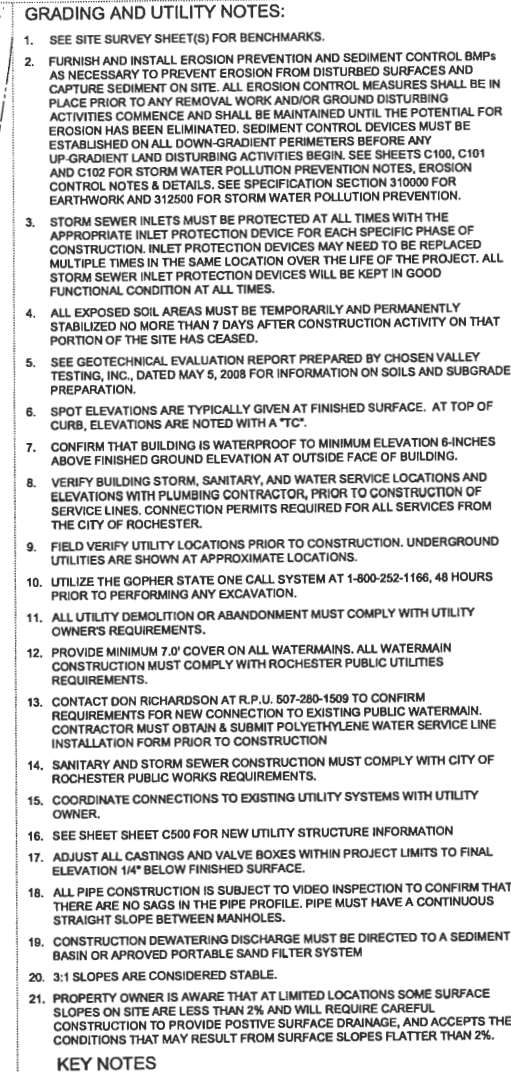 GRADING AND UTILITY NOTES:
1. SEE SITE SURVEY SHEET(S) FOR BENCHMARKS.
2. FURNISH AND INSTALL EROSION PREVENTION AND SEDIMENT CONTROL BMPs
AS NECESSARY TO PREVENT EROSION FROM DISTURBED SURFACES AND
CAPTURE SEDIMENT ON SITE. ALL EROSION CONTROL MEASURES SHALL BE IN
PLACE PRIOR TO ANY REMOVAL WORK AND/OR GROUND DISTURBING
ACTIVITIES COMMENCE AND SHALL BE MAINTAINED UNTIL THE POTENTIAL FOR
EROSION HAS BEEN ELIMINATED. SEDIMENT CONTROL DEVICES MUST BE
ESTABLISHED ON ALL DOWN-GRADIENT PERIMETERS BEFORE ANY
UP-GRADIENT LAND DISTURBING ACTIVITIES BEGIN. SEE SHEETS C100, C101
AND C102 FOR STORM WATER POLLUTION PREVENTION NOTES, EROSION
CONTROL NOTES & DETAILS. SEE SPECIFICATION SECTION 310000 FOR
EARTHWORK AND 312500 FOR STORM WATER POLLUTION PREVENTION.
3. STORM SEWER INLETS MUST BE PROTECTED AT ALL TIMES WITH THE
APPROPRIATE INLET PROTECTION DEVICE FOR EACH SPECIFIC PHASE OF
CONSTRUCTION. INLET PROTECTION DEVICES MAY NEED TO BE REPLACED
MULTIPLE TIMES IN THE SAME LOCATION OVER THE LIFE OF THE PROJECT. ALL
STORM SEWER INLET PROTECTION DEVICES WILL BE KEPT IN GOOD
FUNCTIONAL CONDITION AT ALL TIMES.
4. ALL EXPOSED SOIL AREAS MUST BE TEMPORARILY AND PERMANENTLY
STABILIZED NO MORE THAN 7 DAYS AFTER CONSTRUCTION ACTIVITY ON THAT
PORTION OF THE SITE HAS CEASED.
5. SEE GEOTECHNICAL EVALUATION REPORT PREPARED BY CHOSEN VALLEY
TESTING, INC., DATED MAY 5, 2008 FOR INFORMATION ON SOILS AND SUBGRADE
PREPARATION.
6. SPOT ELEVATIONS ARE TYPICALLY GIVEN AT FINISHED SURFACE. AT TOP OF
CURB, ELEVATIONS ARE NOTED WITH A "TC".
7. CONFIRM THAT BUILDING IS WATERPROOF TO MINIMUM ELEVATION 6-INCHES
ABOVE FINISHED GROUND ELEVATION AT OUTSIDE FACE OF BUILDING.
8. VERIFY BUILDING STORM, SANITARY, AND WATER SERVICE LOCATIONS AND
ELEVATIONS WITH PLUMBING CONTRACTOR, PRIOR TO CONSTRUCTION OF
SERVICE LINES. CONNECTION PERMITS REQUIRED FOR ALL SERVICES FROM
THE CITY OF ROCHESTER.
9. FIELD VERIFY UTILITY LOCATIONS PRIOR TO CONSTRUCTION. UNDERGROUND
UTILITIES ARE SHOWN AT APPROXIMATE LOCATIONS.
10. UTILIZE THE GOPHER STATE ONE CALL SYSTEM AT 1-800-252-1166, 48 HOURS
PRIOR TO PERFORMING ANY EXCAVATION.
11. ALL UTILITY DEMOLITION OR ABANDONMENT MUST COMPLY WITH UTILITY
OWNER'S REQUIREMENTS.
12. PROVIDE MINIMUM 7.0' COVER ON ALL WATERMAINS. ALL WATERMAIN
CONSTRUCTION MUST COMPLY WITH ROCHESTER PUBLIC UTILITIES
REQUIREMENTS.
13. CONTACT DON RICHARDSON AT R.P.U. 507-280-1509 TO CONFIRM
REQUIREMENTS FOR NEW CONNECTION TO EXISTING PUBLIC WATERMAIN.
CONTRACTOR MUST OBTAIN & SUBMIT POLYETHYLENE WATER SERVICE LINE
INSTALLATION FORM PRIOR TO CONSTRUCTION
14. SANITARY AND STORM SEWER CONSTRUCTION MUST COMPLY WITH CITY OF
ROCHESTER PUBLIC WORKS REQUIREMENTS.
15. COORDINATE CONNECTIONS TO EXISTING UTILITY SYSTEMS WITH UTILITY
OWNER.
16. SEE SHEET SHEET C500 FOR NEW UTILITY STRUCTURE INFORMATION
17. ADJUST ALL CASTINGS AND VALVE BOXES WITHIN PROJECT LIMITS TO FINAL
ELEVATION 1/4" BELOW FINISHED SURFACE.
18. ALL PIPE CONSTRUCTION IS SUBJECT TO VIDEO INSPECTION TO CONFIRM THAT
THERE ARE NO SAGS IN THE PIPE PROFILE. PIPE MUST HAVE A CONTINUOUS
STRAIGHT SLOPE BETWEEN MANHOLES.
19. CONSTRUCTION DEWATERING DISCHARGE MUST BE DIRECTED TO A SEDIMENT
BASIN OR APROVED PORTABLE SAND FILTER SYSTEM
20. 3:1 SLOPES ARE CONSIDERED STABLE.
21. PROPERTY OWNER IS AWARE THAT AT LIMITED LOCATIONS SOME SURFACE
SLOPES ON SITE ARE LESS THAN 2% AND WILL REQUIRE CAREFUL
CONSTRUCTION TO PROVIDE POSTIVE SURFACE DRAINAGE, AND ACCEPTS THE
CONDITIONS THAT MAY RESULT FROM SURFACE SLOPES FLATTER THAN 2%.
KEY NOTES